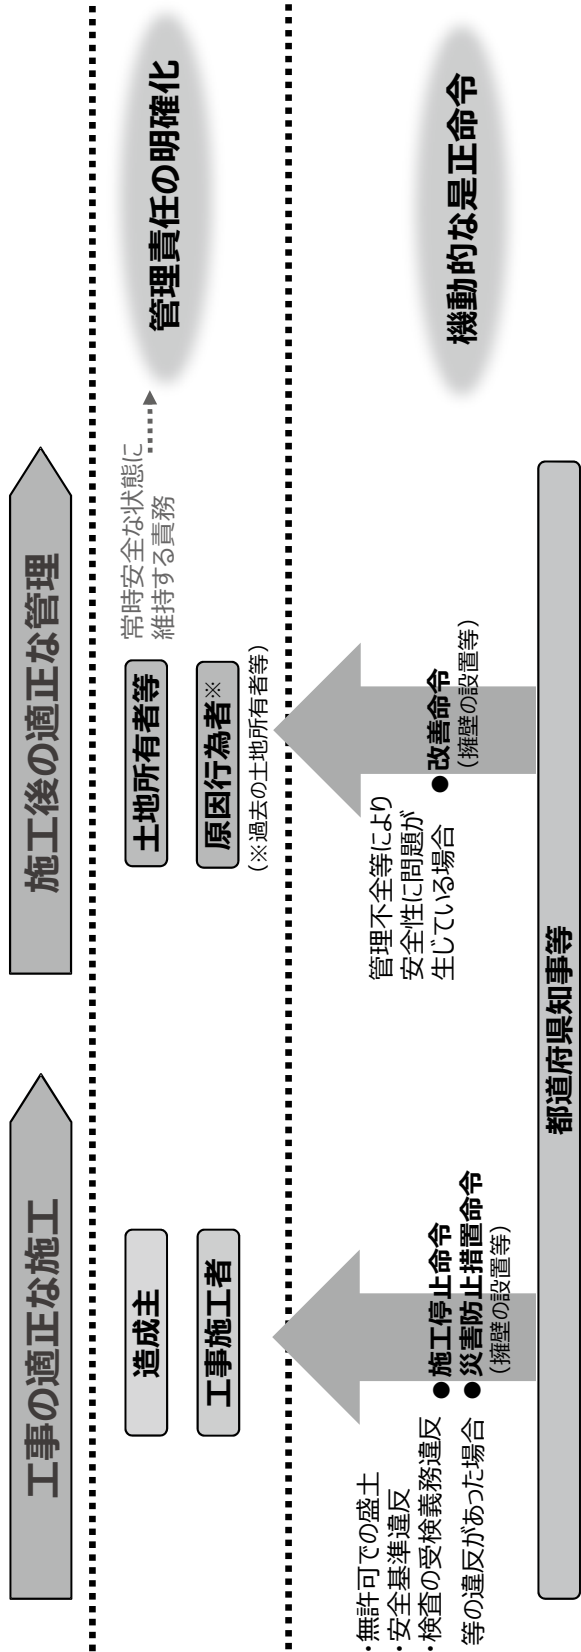 工事の適正な施工
施工後の適正な管理
造成主
工事施工者
土地所有者等
原因行為者※
(※過去の土地所有者等)
常時安全な状態に
維持する責務
管理責任の明確化
・無許可での盛土
・安全基準違反
・検査の受検義務違反
等の違反があった場合
●施工停止命令
●災害防止措置命令
(擁壁の設置等)
管理不全等により
安全性に問題が
生じている場合
●改善命令
(擁壁の設置等)
機動的な是正命令
都道府県知事等